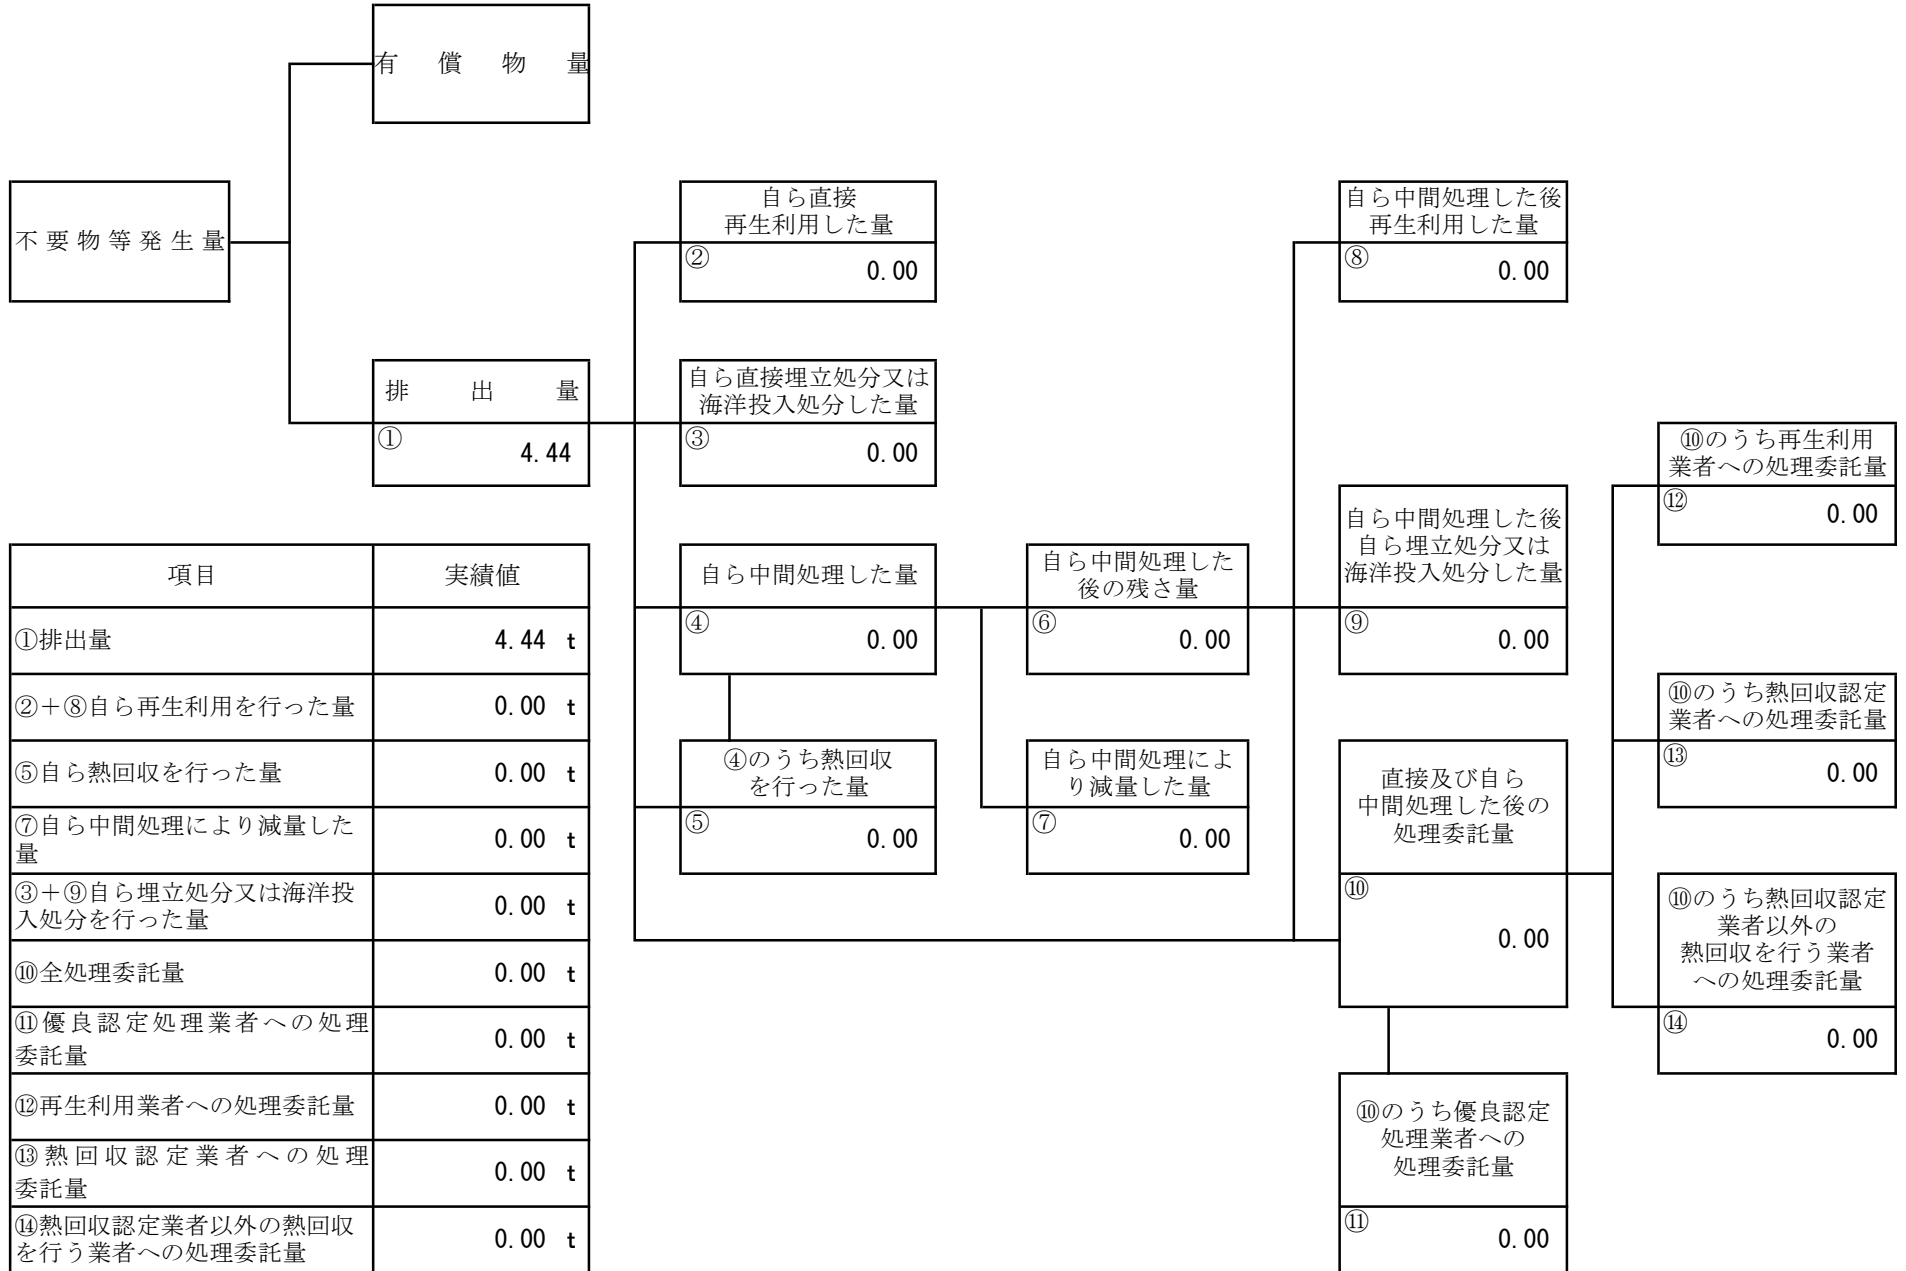 有償物量
不要物等発生量
自ら直接
再生利用した量
②
0.00
自ら中間処理した後
再生利用した量
⑧
0.00
排出量
①
4.44
自ら直接埋立処分又は
海洋投入処分した量
③
0.00
⑩のうち再生利用
業者への処理委託量
⑫
0.00
自ら中間処理した量
④
0.00
自ら中間処理した
後の残さ量
⑥
0.00
自ら中間処理した後
自ら埋立処分又は
海洋投入処分した量
⑨
0.00
⑩のうち熱回収認定
業者への処理委託量
⑬
0.00
④のうち熱回収
を行った量
⑤
0.00
自ら中間処理によ
り減量した量
⑦
0.00
直接及び自ら
中間処理した後の
処理委託量
⑩
0.00
⑩のうち熱回収認定
業者以外の
熱回収を行う業者
への処理委託量
⑭
0.00
⑩のうち優良認定
処理業者への
処理委託量
⑪
0.00
項目 実績値
①排出量 4.44 t
②＋⑧自ら再生利用を行った量 0.00 t
⑤自ら熱回収を行った量 0.00 t
⑦自ら中間処理により減量した
量 0.00 t
③＋⑨自ら埋立処分又は海洋投
入処分を行った量 0.00 t
⑩全処理委託量 0.00 t
⑪優良認定処理業者への処理
委託量 0.00 t
⑫再生利用業者への処理委託量 0.00 t
⑬熱回収認定業者への処理
委託量 0.00 t
⑭熱回収認定業者以外の熱回収
を行う業者への処理委託量 0.00 t